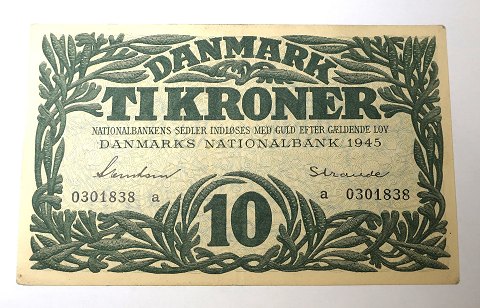 DANMARK
TI KRONER
NATIONALBANKENS SEDLER INDLØSES MED GULD EFTER GÆLDENDE LOV
DANMARKS NATIONALBANK 1945
0301838 a
a 0301838
10